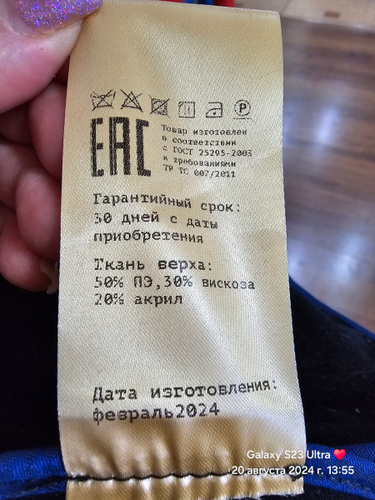 ЕАС
Товар изготовлен
в соответствии
с ГОСТ 25295-2003
и требованиями
ТР ТС 007/2011
Гарантийный срок:
30 дней с даты
приобретения
Ткань верха:
50% ПЭ,30% вискоза
20% акрил
Дата изготовления:
февраль2024
Galaxy S23 Ultra ❤️
20 августа 2024 г. 13:55